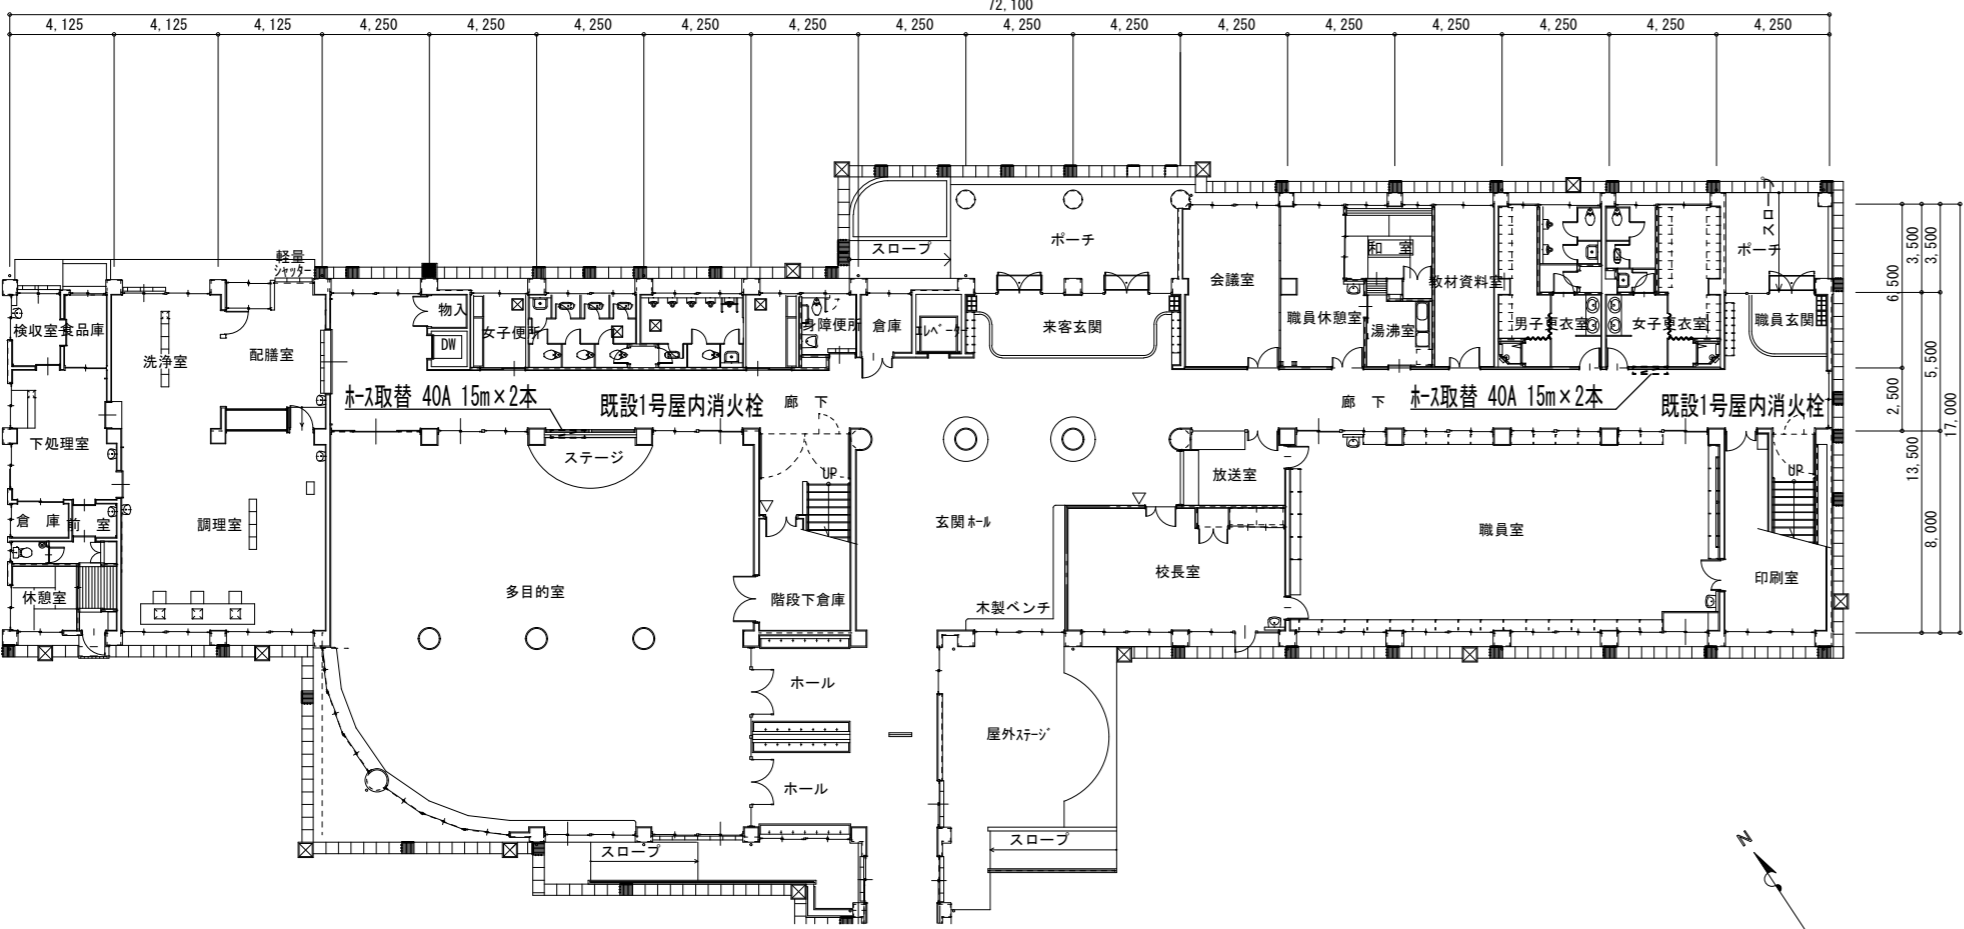 72,100
4,125 4,125 4,125 4,250 4,250 4,250 4,250 4,250 4,250 4,250 4,250 4,250 4,250 4,250 4,250 4,250 4,250
スロープ
ポーチ
会議室
和 室
教材資料室
スロープ
ポーチ
3,500 3,500
6,500
軽量
シャッター
検収室
食品庫
洗浄室
配膳室
物入
DW
女子便所
身障便所
倉庫
エレベーター
来客玄関
職員休憩室
湯沸室
男子更衣室
女子更衣室
職員玄関
5,500
2,500
17,000
ホース取替 40A 15m×2本
既設1号屋内消火栓
廊 下
廊 下
ホース取替 40A 15m×2本
既設1号屋内消火栓
下処理室
ステージ
UP
放送室
UP
13,500
倉 庫
前 室
調理室
玄関ホール
職員室
8,000
休憩室
多目的室
階段下倉庫
木製ベンチ
校長室
印刷室
ホール
屋外ステージ
ホール
スロープ
スロープ
N